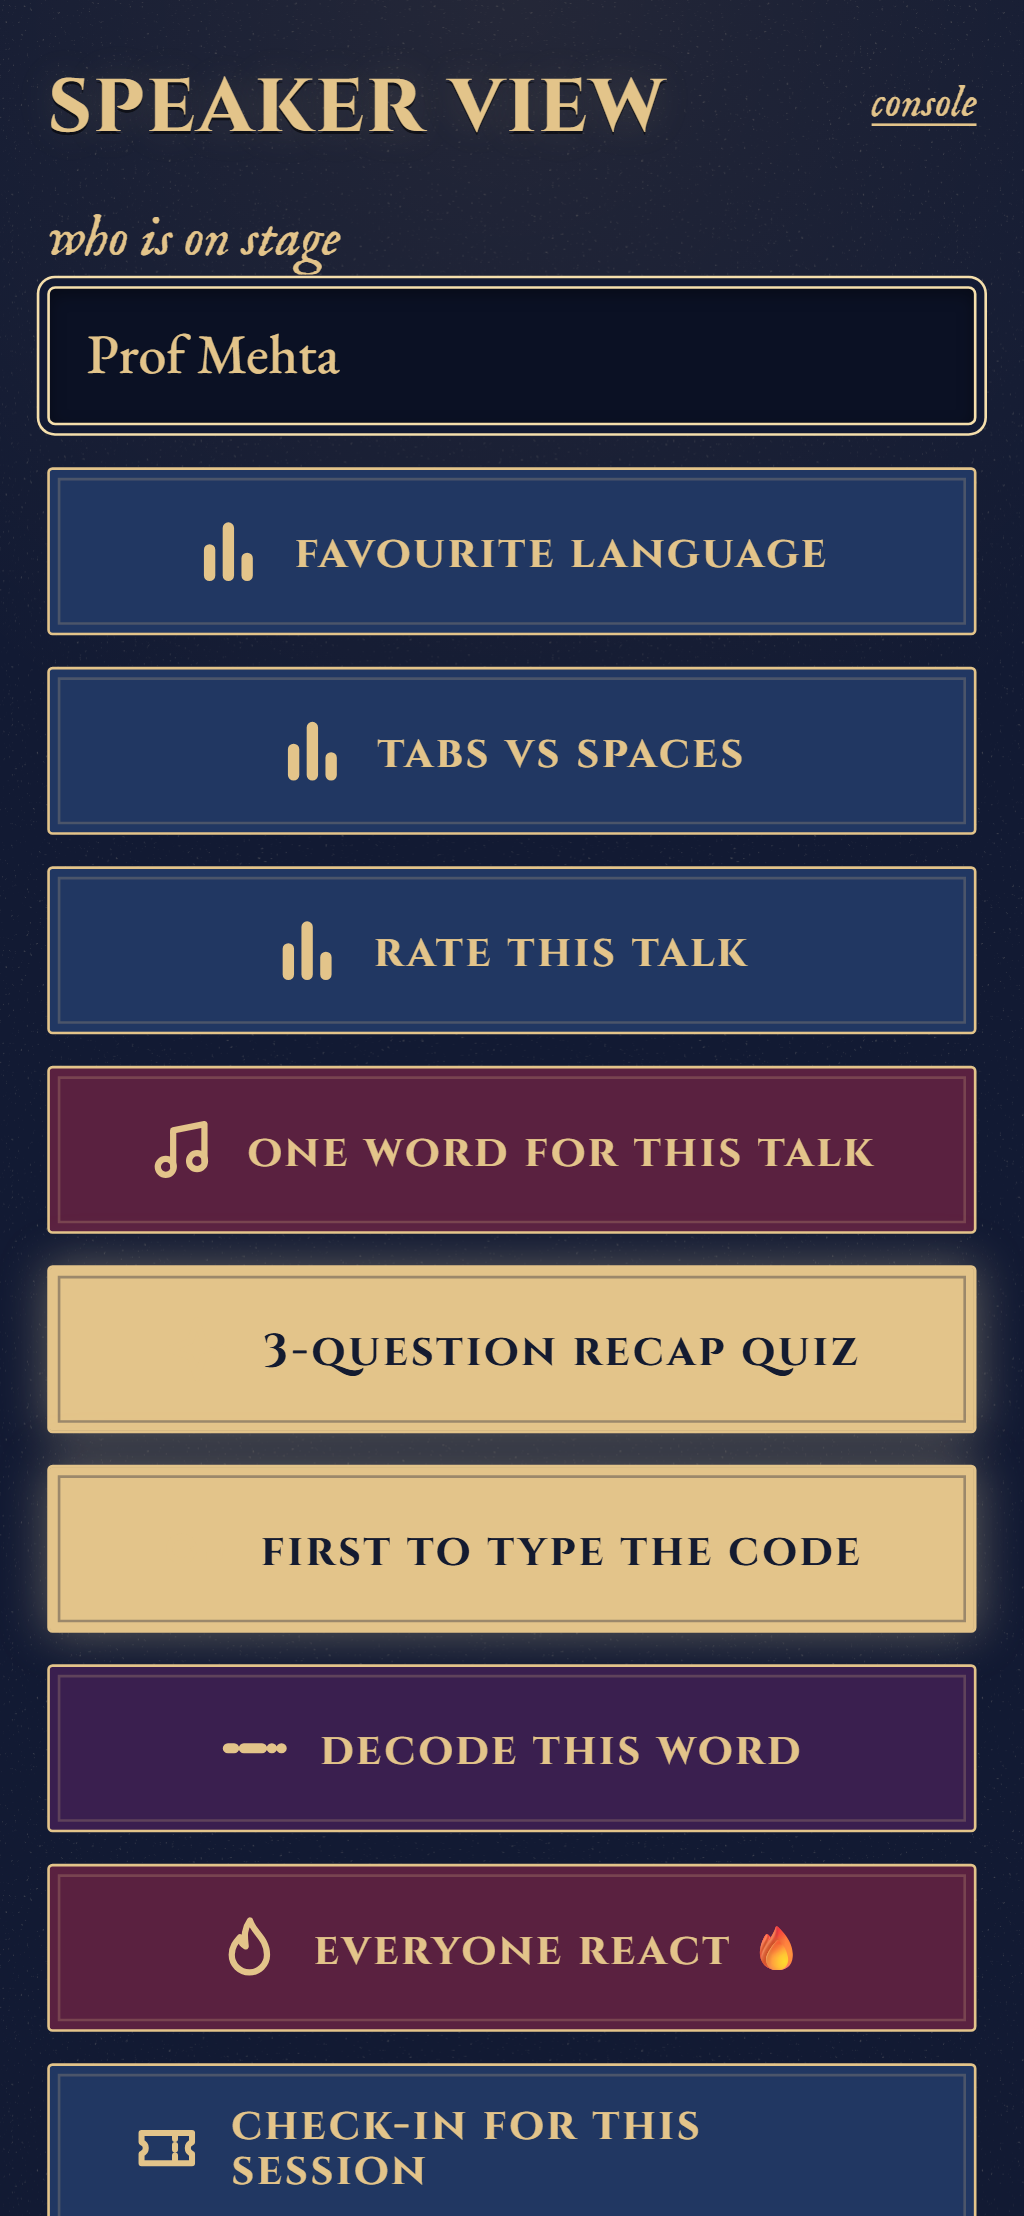 SPEAKER VIEW
console
who is on stage
Prof Mehta
FAVOURITE LANGUAGE
TABS VS SPACES
RATE THIS TALK
ONE WORD FOR THIS TALK
3-QUESTION RECAP QUIZ
FIRST TO TYPE THE CODE
DECODE THIS WORD
EVERYONE REACT 🔥
CHECK-IN FOR THIS
SESSION